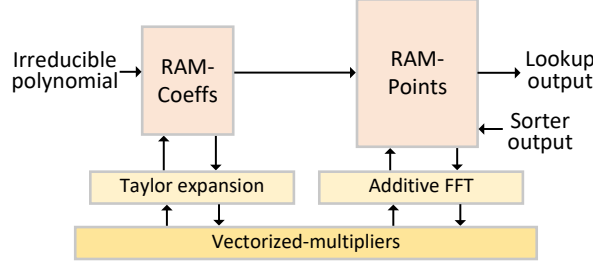 Irreducible
polynomial
RAM-
Coeffs
RAM-
Points
Lookup
output
Sorter
output
Taylor expansion
Additive FFT
Vectorized-multipliers